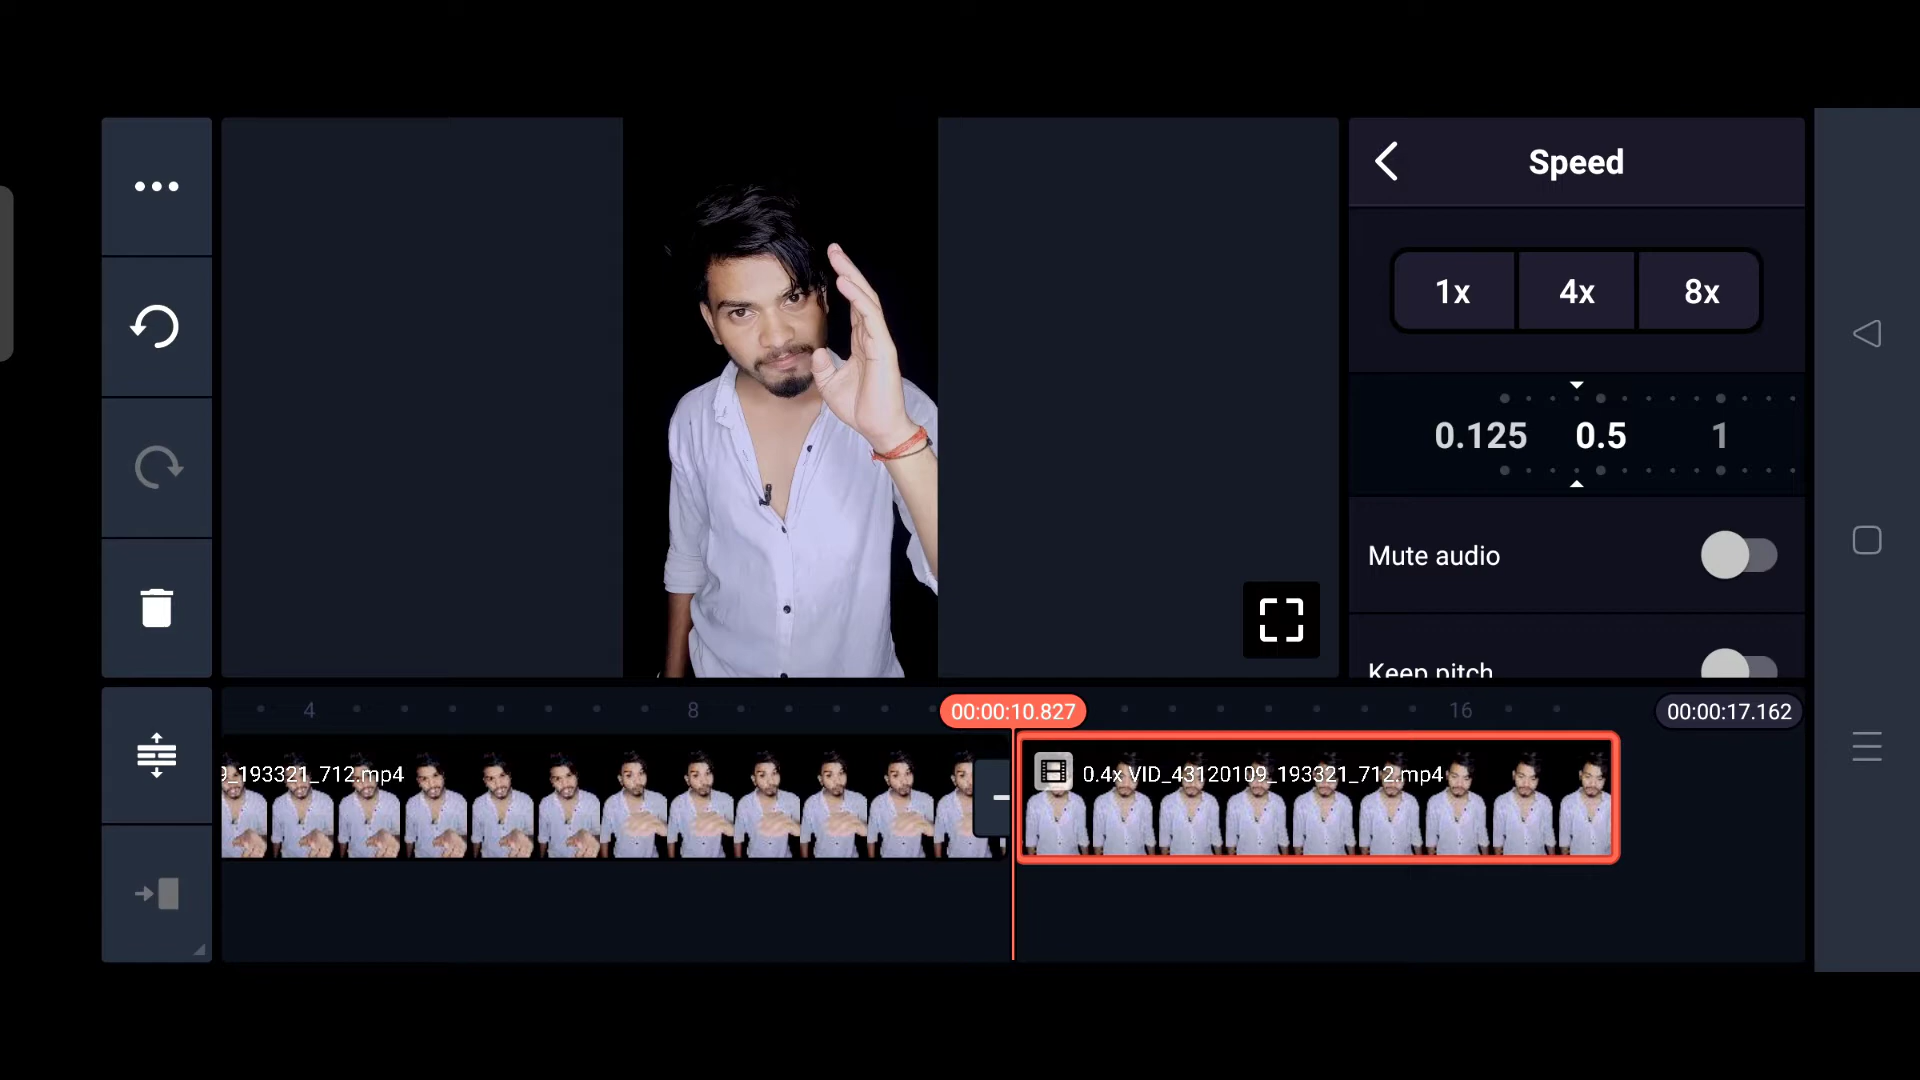 Speed
1x 4x 8x
0.125 0.5 1
Mute audio
Keep pitch
4 8 00:00:10.827 16 00:00:17.162
9_193321_712.mp4 0.4x VID_43120109_193321_712.mp4